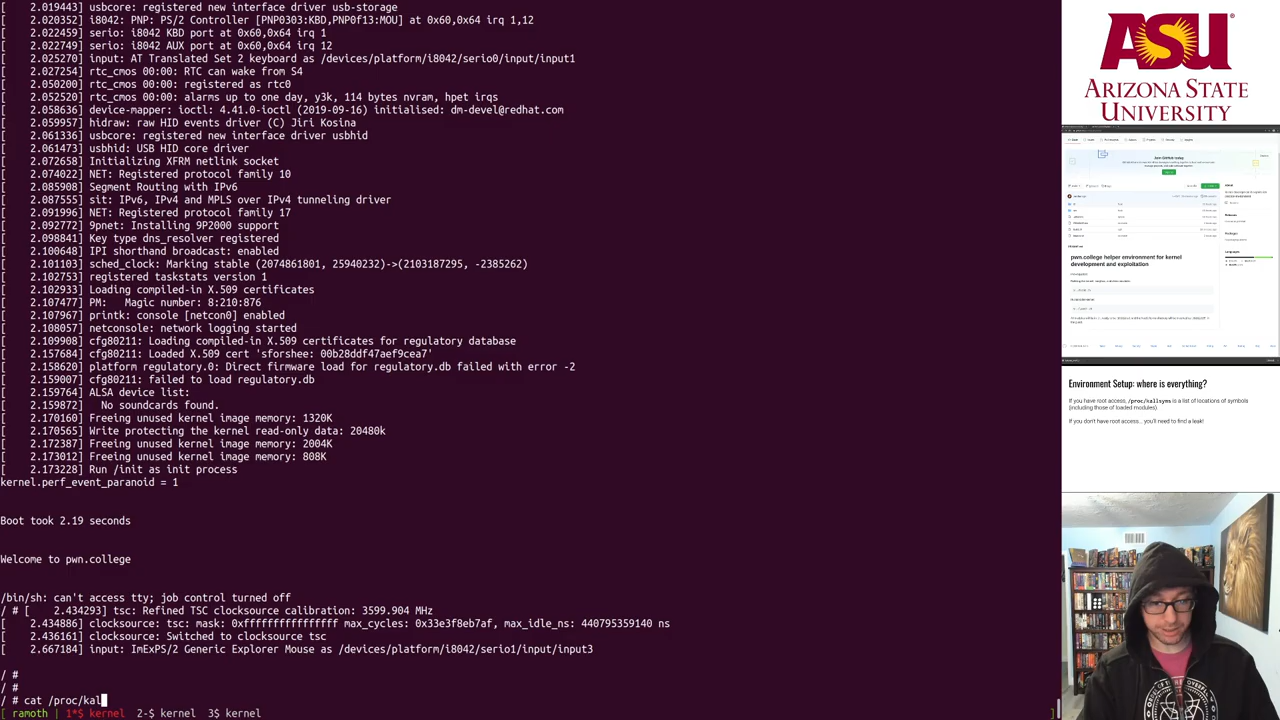 [    2.019443] usbcore: registered new interface driver usb-storage
[    2.020532] i8042: PNP: PS/2 Controller [PNP0303:KBD,PNP0f13:MOU] at 0x60,0x64 irq 1,12
[    2.022459] serio: i8042 KBD port at 0x60,0x64 irq 1
[    2.022749] serio: i8042 AUX port at 0x60,0x64 irq 12
[    2.025270] input: AT Translated Set 2 keyboard as /devices/platform/i8042/serio0/input/input1
[    2.027254] rtc_cmos 00:00: RTC can wake from S4
[    2.050200] rtc_cmos 00:00: registered as rtc0
[    2.052200] rtc_cmos 00:00: alarms up to one day, y3k, 114 bytes nvram, hpet irqs
[    2.058636] device-mapper: ioctl: 4.41.0-ioctl (2019-09-16) initialised: dm-devel@redhat.com
[    2.059957] hidraw: raw HID events driver (C) Jiri Kosina
[    2.061336] usbcore: registered new interface driver usbhid
[    2.061473] usbhid: USB HID core driver
[    2.072658] Initializing XFRM netlink socket
[    2.074622] NET: Registered protocol family 10
[    2.085908] Segment Routing with IPv6
[    2.087323] sit: IPv6, IPv4 and MPLS over IPv4 tunneling driver
[    2.091996] NET: Registered protocol family 17
[    2.092773] 9pnet: Installing 9P2000 support
[    2.098451] Key type dns_resolver registered
[    2.100648] IPI shorthand broadcast: enabled
[    2.101068] sched_clock: Marking stable (2074861801, 25940232)->(2103187295, -2385262)
[    2.102753] registered taskstats version 1
[    2.102933] Loading compiled-in X.509 certificates
[    2.107477] PM:   Magic number: 8:210:876
[    2.107967] printk: console [netcon0] enabled
[    2.108057] netconsole: network logging started
[    2.109908] cfg80211: Loading compiled-in X.509 certificates for regulatory database
[    2.157684] cfg80211: Loaded X.509 cert 'sforshee: 00b28ddf47aef9cea7'
[    2.158620] platform regulatory.0: Direct firmware load for regulatory.db failed with error -2
[    2.159007] cfg80211: failed to load regulatory.db
[    2.159694] ALSA device list:
[    2.159872]   No soundcards found.
[    2.170160] Freeing unused kernel image memory: 1320K
[    2.170565] Write protecting the kernel read-only data: 20480k
[    2.172387] Freeing unused kernel image memory: 2004K
[    2.173012] Freeing unused kernel image memory: 808K
[    2.173228] Run /init as init process
kernel.perf_event_paranoid = 1
Boot took 2.19 seconds
Welcome to pwn.college
/bin/sh: can't access tty; job control turned off
/ # [    2.434293] tsc: Refined TSC clocksource calibration: 3599.904 MHz
[    2.434886] clocksource: tsc: mask: 0xffffffffffffffff max_cycles: 0x33e3f8eb7af, max_idle_ns: 440795359140 ns
[    2.436161] clocksource: Switched to clocksource tsc
[    2.667184] input: ImExPS/2 Generic Explorer Mouse as /devices/platform/i8042/serio1/input/input3
/ #
/ #
/ # cat /proc/kal
[ ramoth | 1*$ kernel  2-$ kernel  3$ kernel ]
ASU
ARIZONA STATE
UNIVERSITY
Join GitHub today
pwn.college helper environment for kernel
development and exploitation
Environment Setup: where is everything?
If you have root access, /proc/kallsyms is a list of locations of symbols
(including those of loaded modules).
If you don't have root access... you'll need to find a leak!